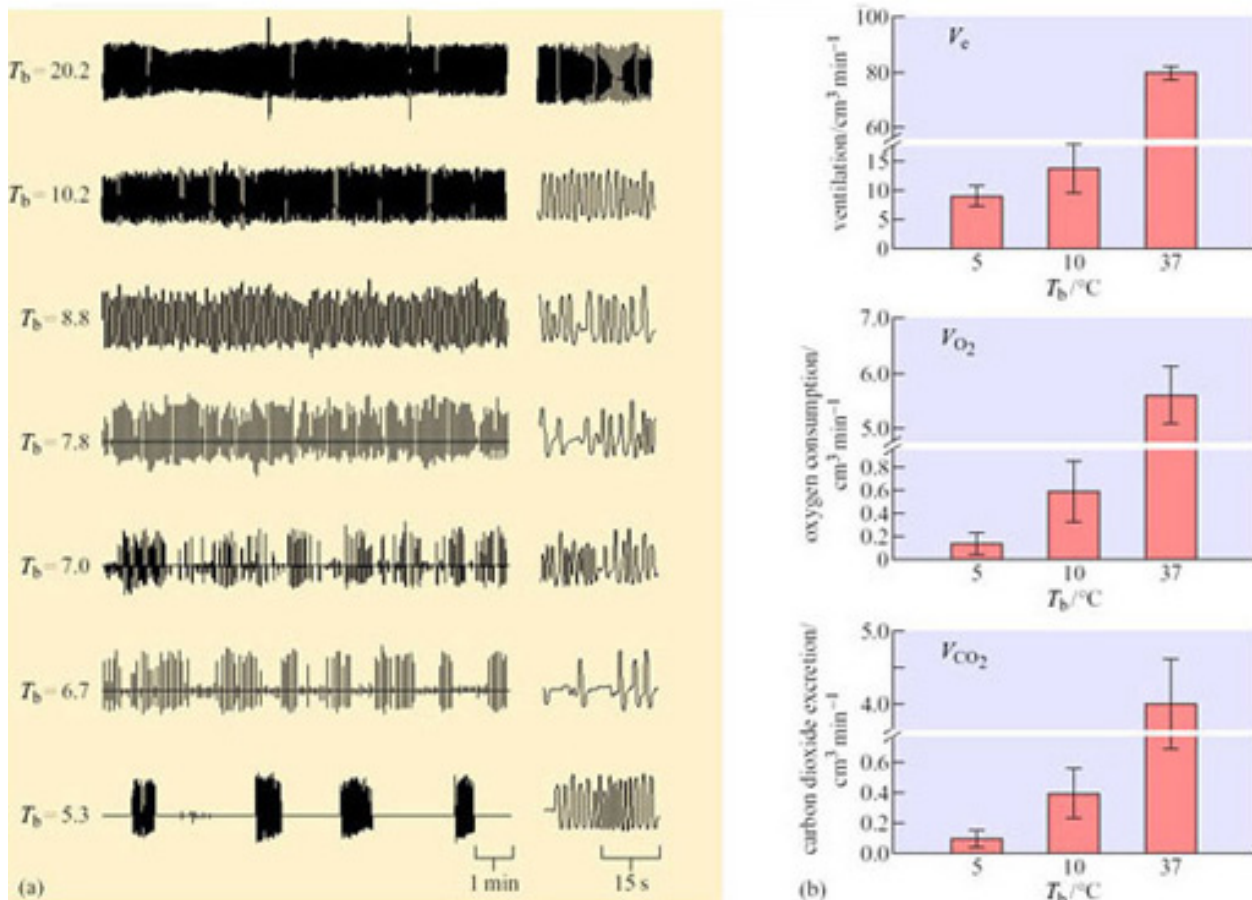 T_b = 20.2
T_b = 10.2
T_b = 8.8
T_b = 7.8
T_b = 7.0
T_b = 6.7
T_b = 5.3
1 min
15 s
(a)
V_e
ventilation/cm³ min⁻¹
100
80
60
15
10
5
0
5 10 37
T_b/°C
V_O₂
oxygen consumption/
cm³ min⁻¹
7.0
6.0
5.0
0.8
0.6
0.4
0.2
0
5 10 37
T_b/°C
V_CO₂
carbon dioxide excretion/
cm³ min⁻¹
5.0
4.0
0.6
0.4
0.2
0.0
5 10 37
(b)
T_b/°C